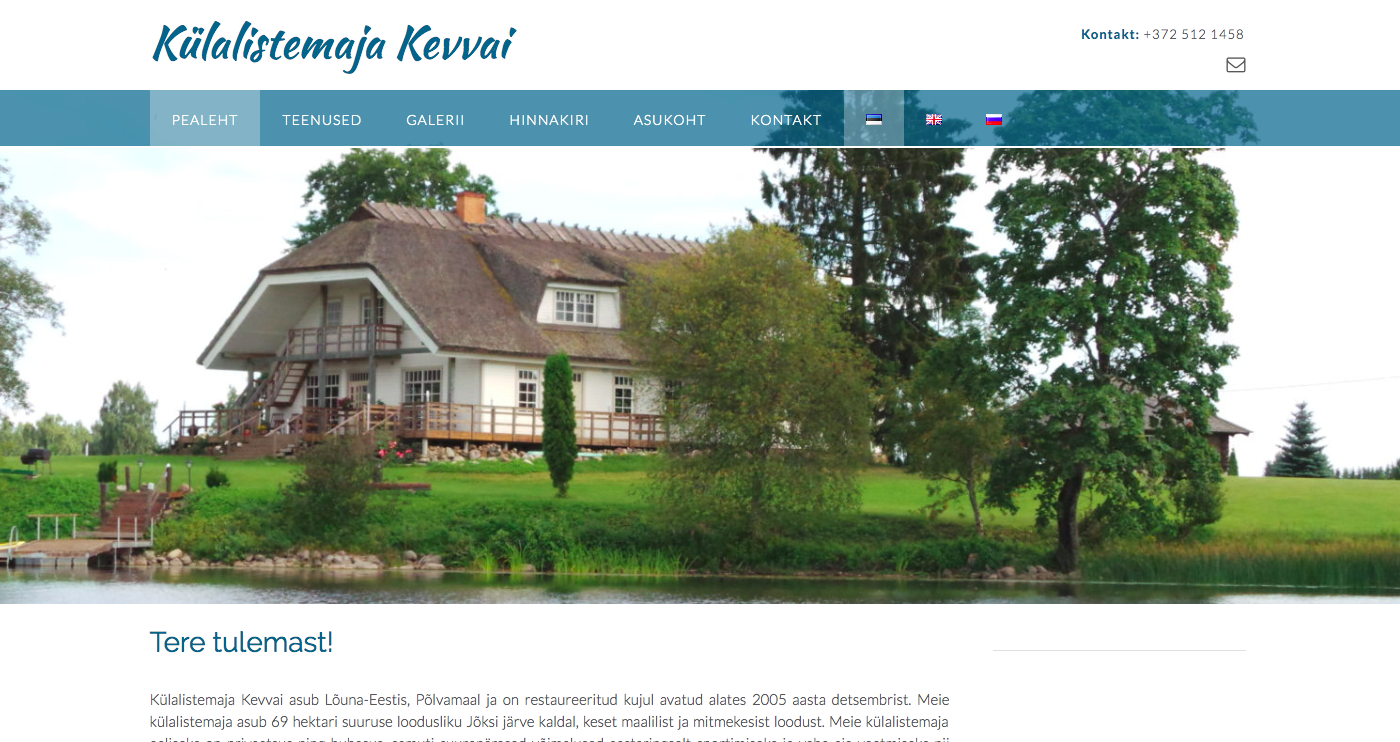 Külalistemaja Kevvai
Kontakt: +372 512 1458
PEALEHT TEENUSED GALERII HINNAKIRI ASUKOHT KONTAKT
Tere tulemast!
Külalistemaja Kevvai asub Lõuna-Eestis, Põlvamaal ja on restaureeritud kujul avatud alates 2005 aasta detsembrist. Meie
külalistemaja asub 69 hektari suuruse loodusliku Jõksi järve kaldal, keset maalilist ja mitmekesist loodust. Meie külalistemaja